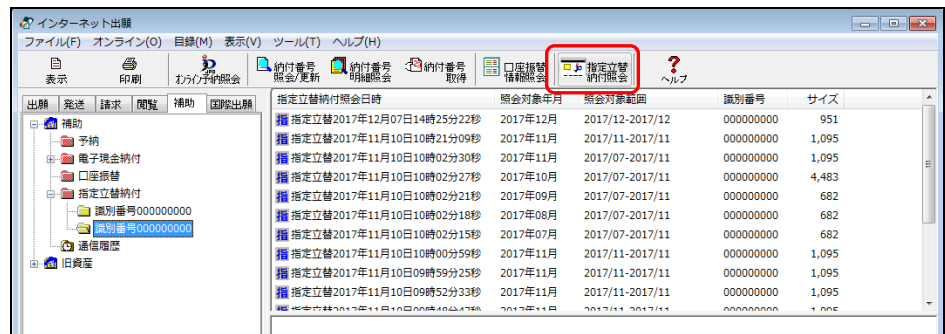 インターネット出願
ファイル(F) オンライン(O) 目録(M) 表示(V) ツール(T) ヘルプ(H)
表示 印刷 オンライン予納照会 納付番号照会/更新 納付番号明細照会 納付番号取得 口座振替情報照会 指定立替納付照会 ヘルプ
出願 発送 請求 閲覧 補助 国際出願
補助
予納
電子現金納付
口座振替
指定立替納付
識別番号000000000
識別番号000000000
通信履歴
旧資産
指定立替納付照会日時 照会対象年月 照会対象範囲 識別番号 サイズ
指 指定立替2017年12月07日14時25分22秒 2017年12月 2017/12-2017/12 000000000 951
指 指定立替2017年11月10日10時21分09秒 2017年11月 2017/11-2017/11 000000000 1,095
指 指定立替2017年11月10日10時02分30秒 2017年11月 2017/07-2017/11 000000000 1,095
指 指定立替2017年11月10日10時02分27秒 2017年10月 2017/07-2017/11 000000000 4,483
指 指定立替2017年11月10日10時02分21秒 2017年09月 2017/07-2017/11 000000000 682
指 指定立替2017年11月10日10時02分18秒 2017年08月 2017/07-2017/11 000000000 682
指 指定立替2017年11月10日10時02分15秒 2017年07月 2017/07-2017/11 000000000 682
指 指定立替2017年11月10日10時00分59秒 2017年11月 2017/11-2017/11 000000000 1,095
指 指定立替2017年11月10日09時59分25秒 2017年11月 2017/11-2017/11 000000000 1,095
指 指定立替2017年11月10日09時52分33秒 2017年11月 2017/11-2017/11 000000000 1,095